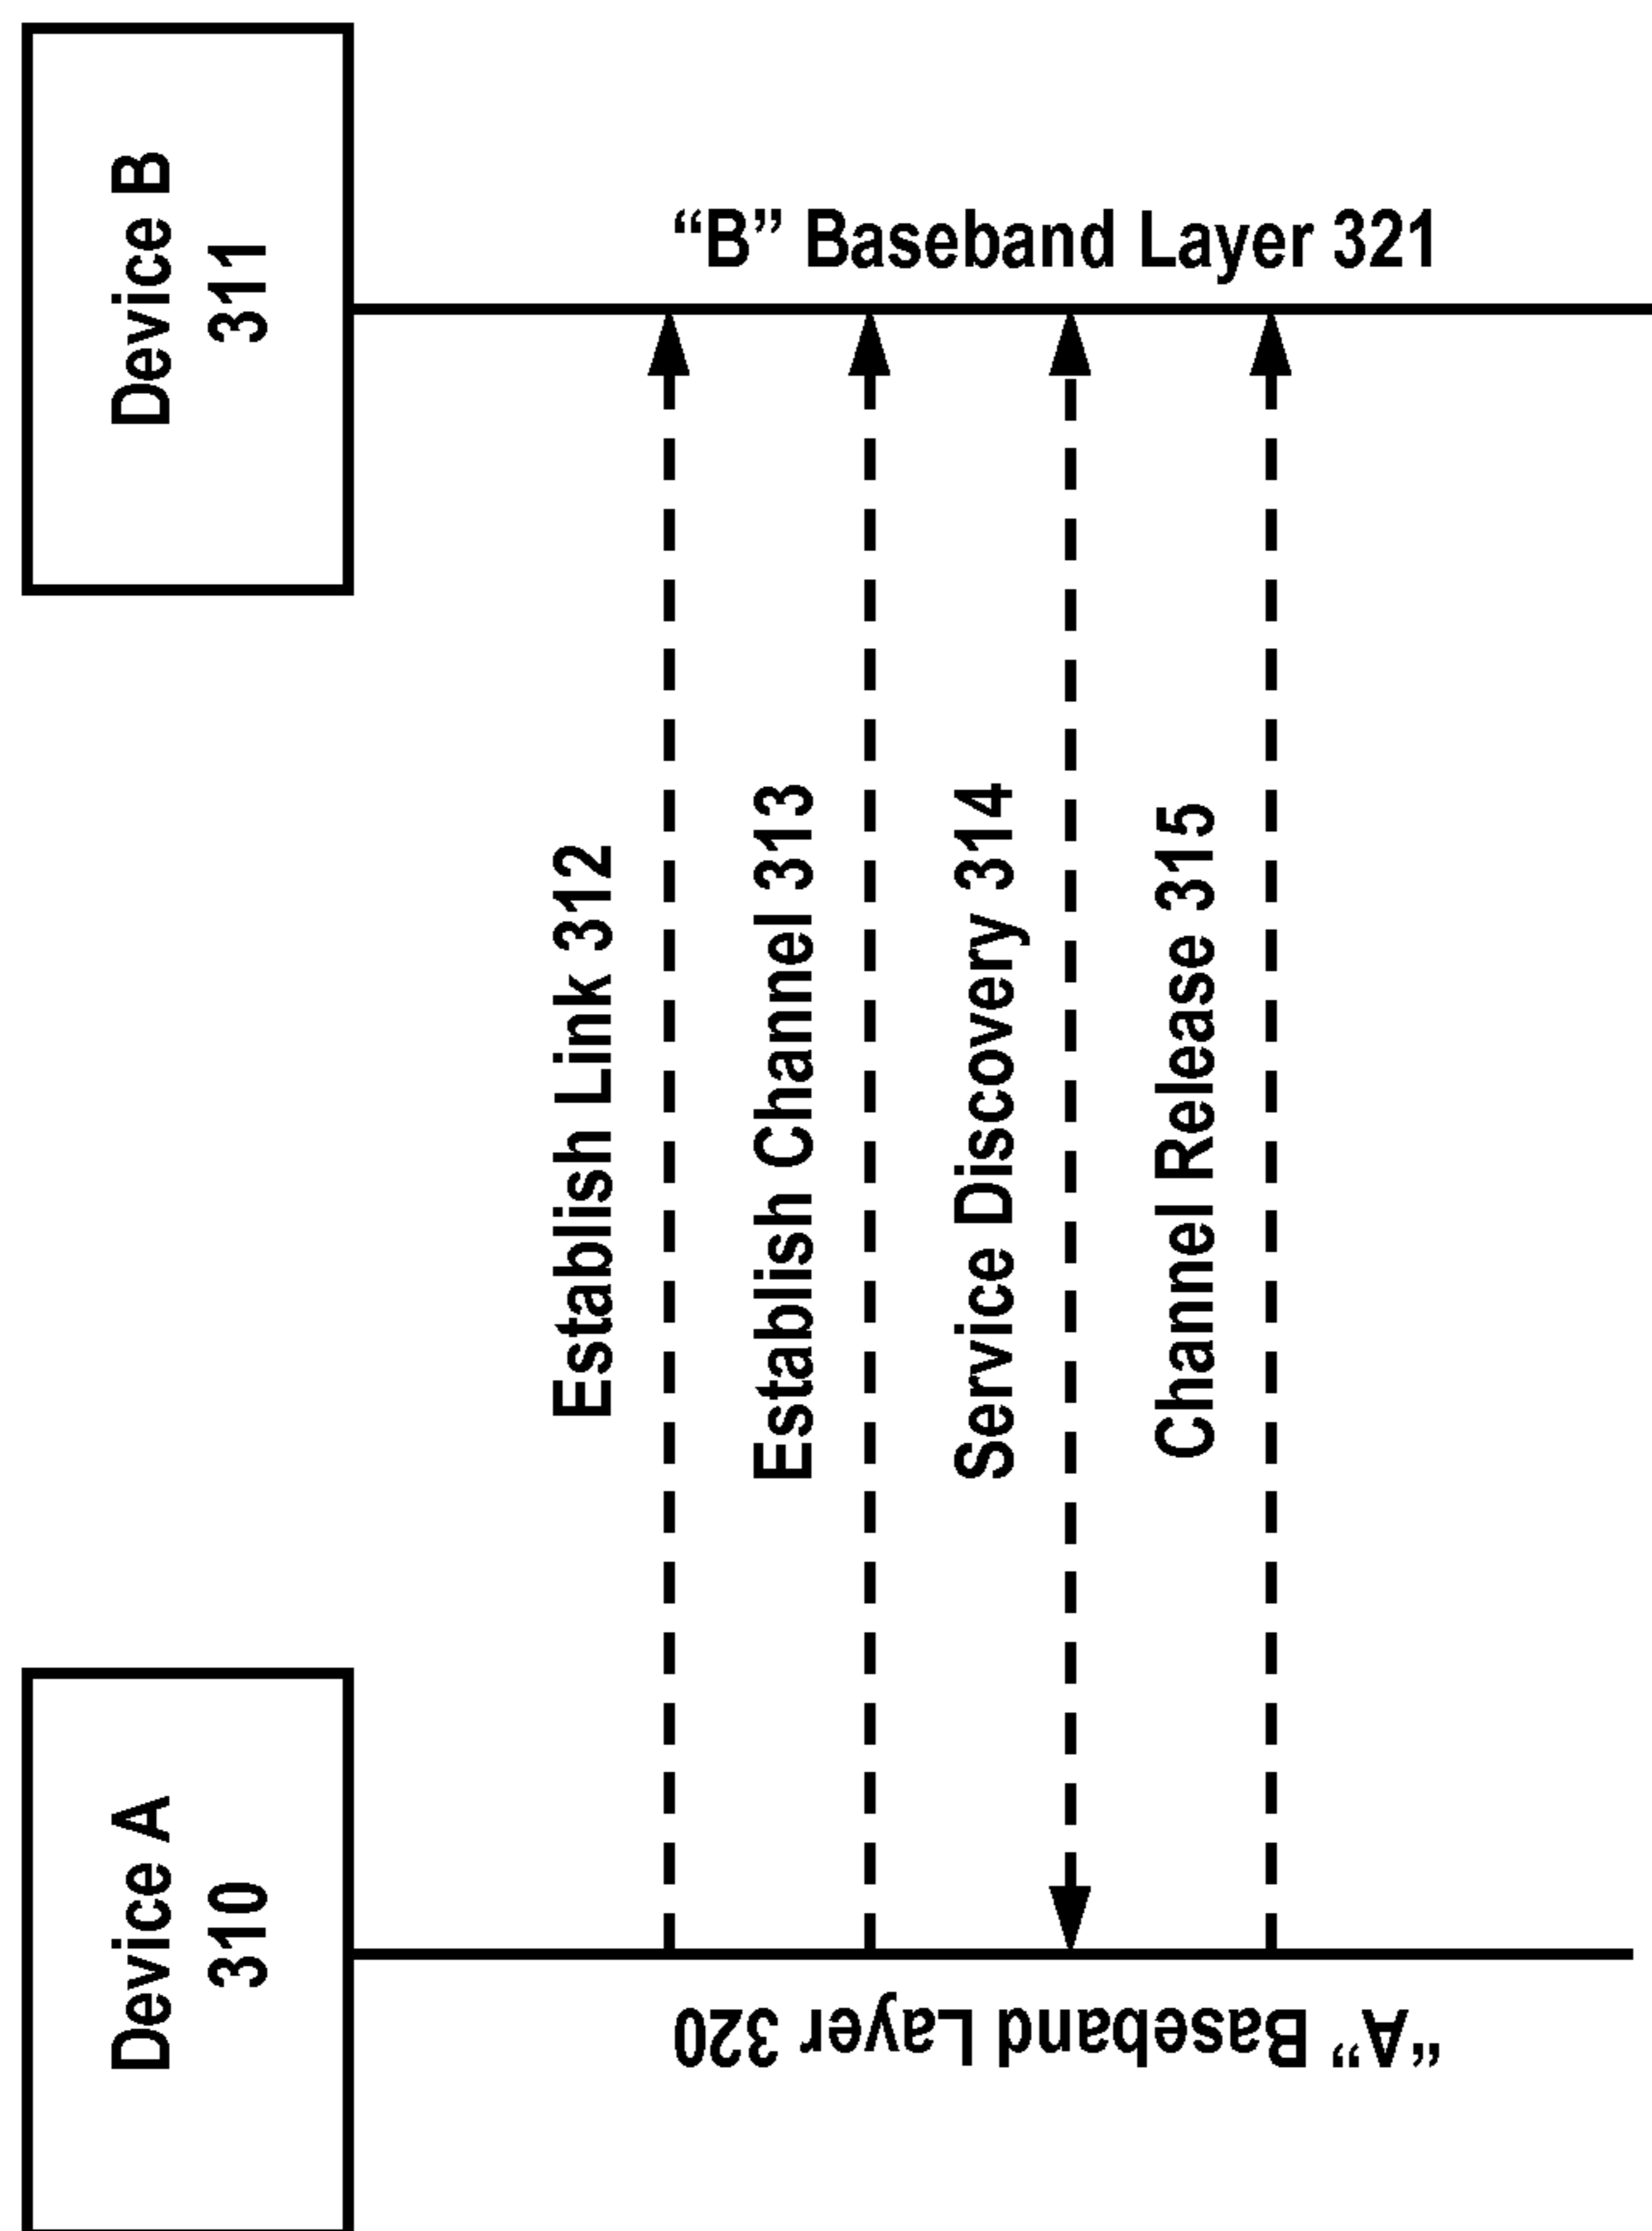 Device A
310
Device B
311
“A” Baseband Layer 320
“B” Baseband Layer 321
Establish Link 312
Establish Channel 313
Service Discovery 314
Channel Release 315